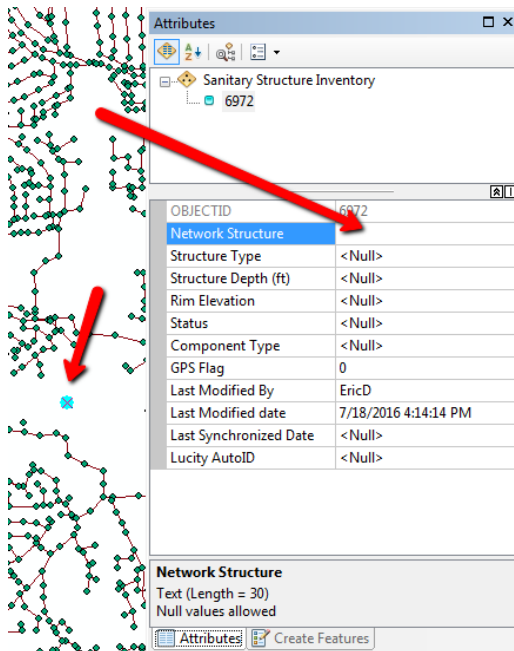 Attributes
Sanitary Structure Inventory
6972
OBJECTID 6972
Network Structure
Structure Type <Null>
Structure Depth (ft) <Null>
Rim Elevation <Null>
Status <Null>
Component Type <Null>
GPS Flag 0
Last Modified By EricD
Last Modified date 7/18/2016 4:14:14 PM
Last Synchronized Date <Null>
Lucity AutoID <Null>
Network Structure
Text (Length = 30)
Null values allowed
Attributes Create Features